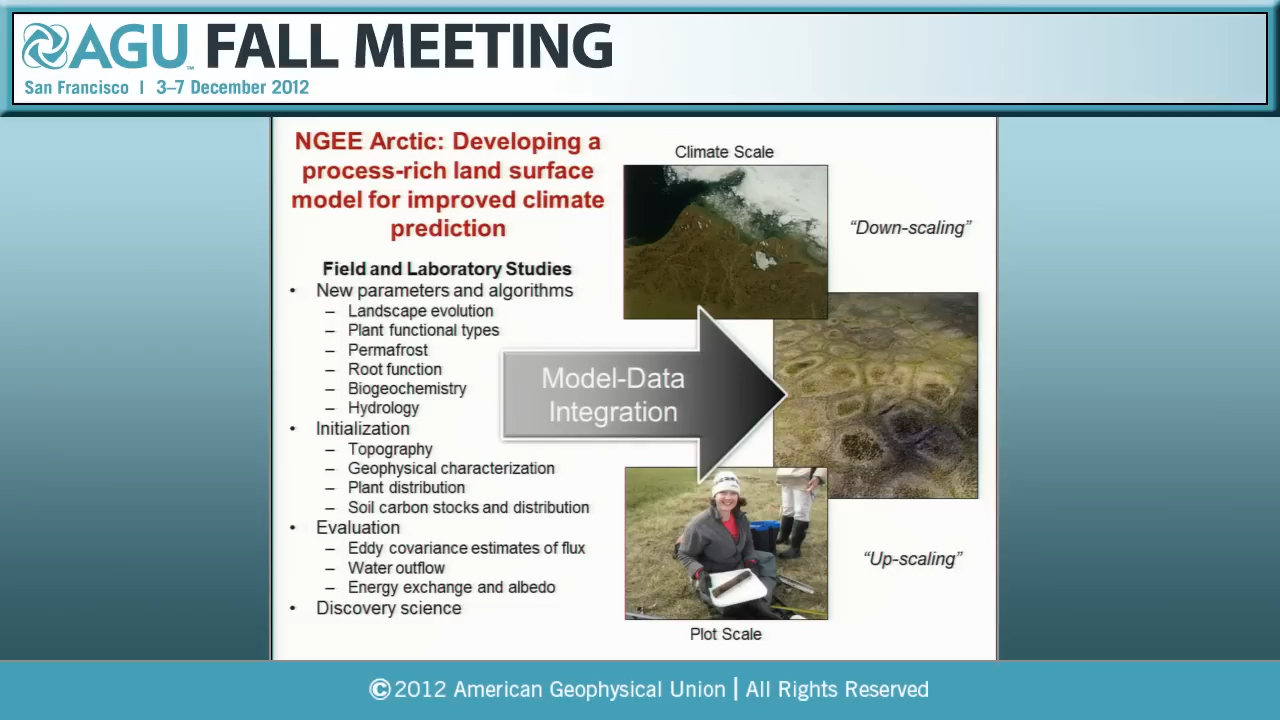 AGU™ FALL MEETING
San Francisco | 3–7 December 2012
NGEE Arctic: Developing a
process-rich land surface
model for improved climate
prediction
Field and Laboratory Studies
• New parameters and algorithms
– Landscape evolution
– Plant functional types
– Permafrost
– Root function
– Biogeochemistry
– Hydrology
• Initialization
– Topography
– Geophysical characterization
– Plant distribution
– Soil carbon stocks and distribution
• Evaluation
– Eddy covariance estimates of flux
– Water outflow
– Energy exchange and albedo
• Discovery science
Climate Scale
“Down-scaling”
Model-Data
Integration
“Up-scaling”
Plot Scale
©2012 American Geophysical Union | All Rights Reserved